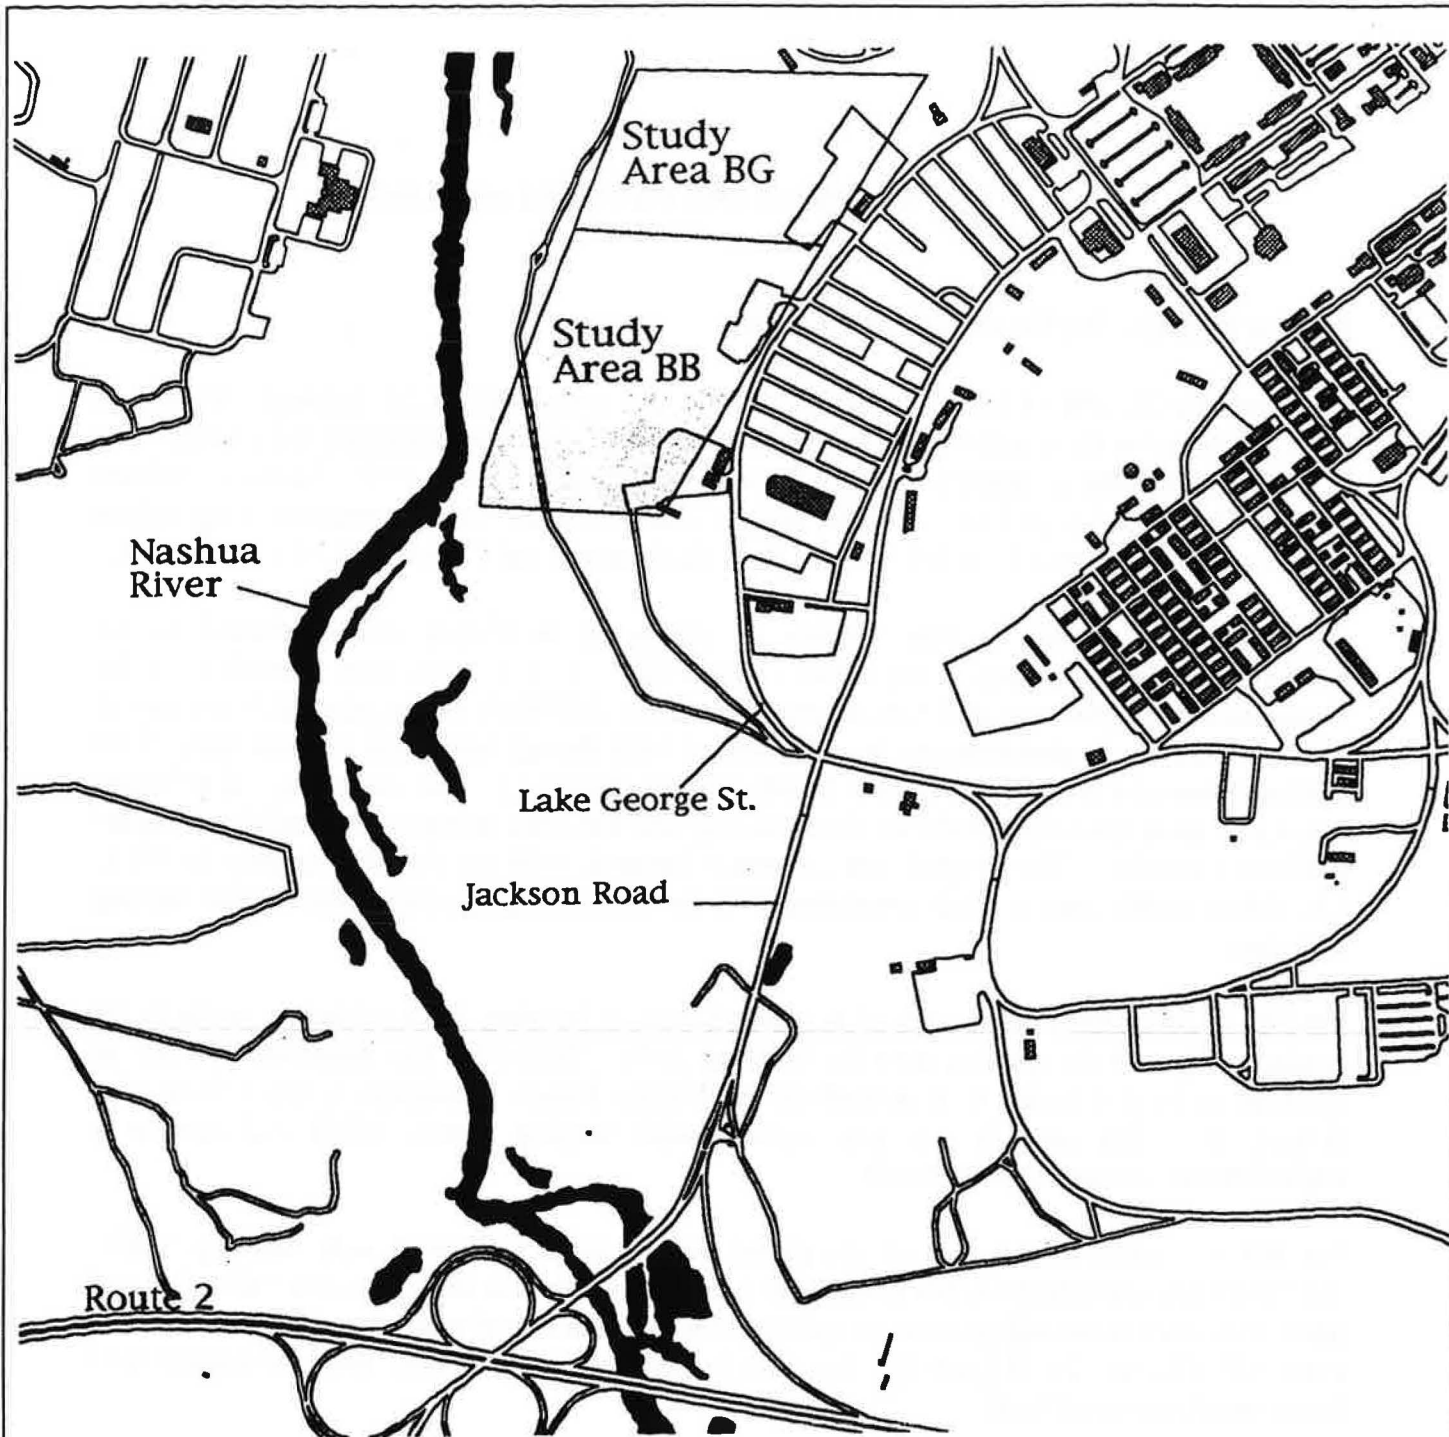 Study
Area BG
Study
Area BB
Nashua
River
Lake George St.
Jackson Road
Route 2